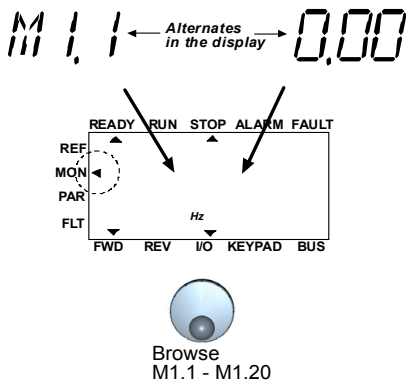 M1.1 Alternates in the display 0.00
READY RUN STOP ALARM FAULT
REF
MON
PAR
FLT
Hz
FWD REV I/O KEYPAD BUS
Browse
M1.1 - M1.20